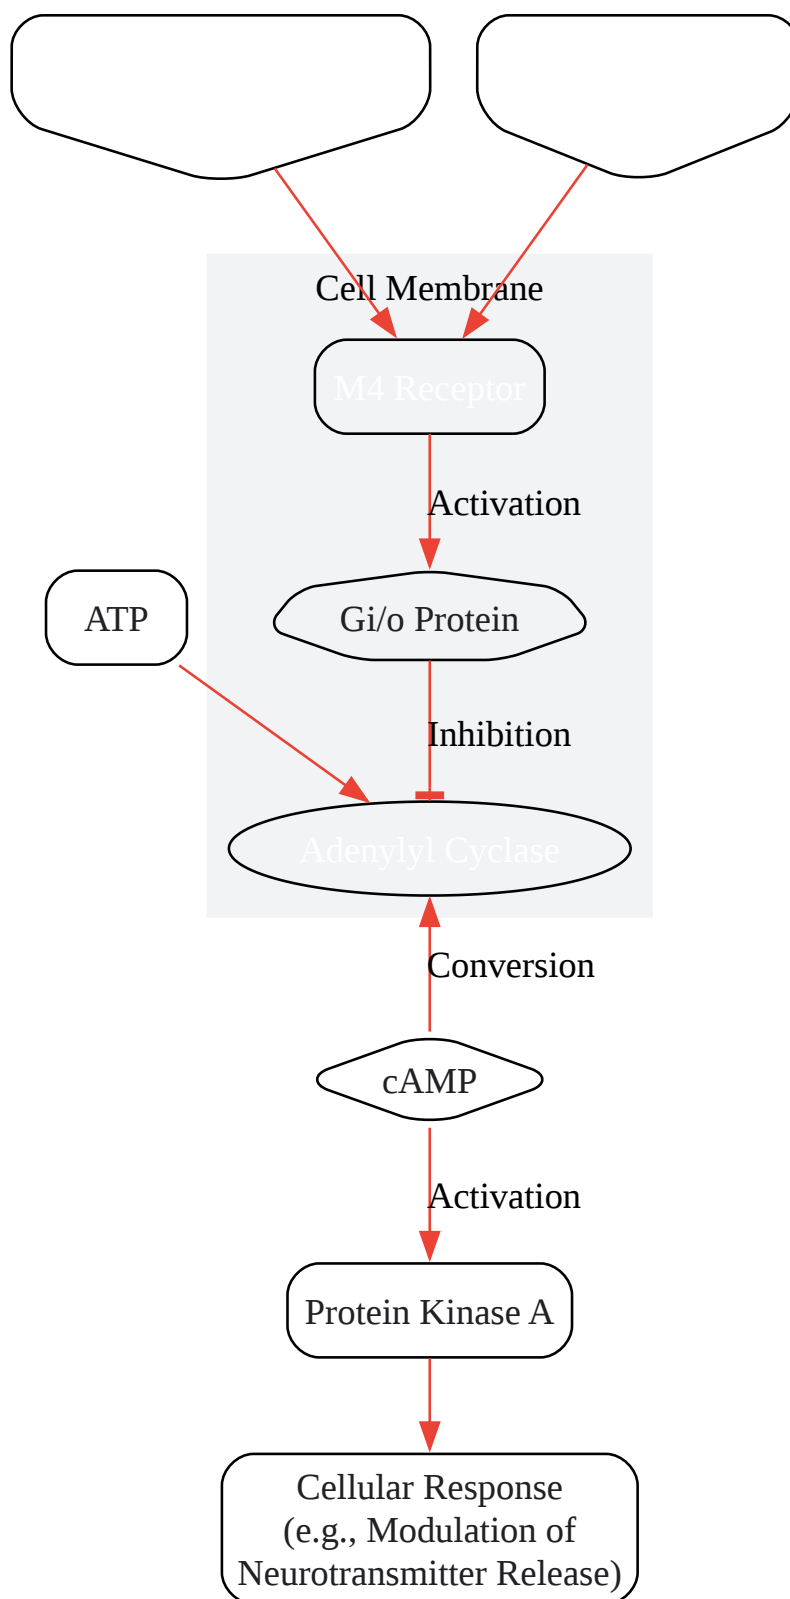 Cell Membrane
M4 Receptor
Activation
ATP
Gi/o Protein
Inhibition
Adenylyl Cyclase
Conversion
cAMP
Activation
Protein Kinase A
Cellular Response
(e.g., Modulation of
Neurotransmitter Release)